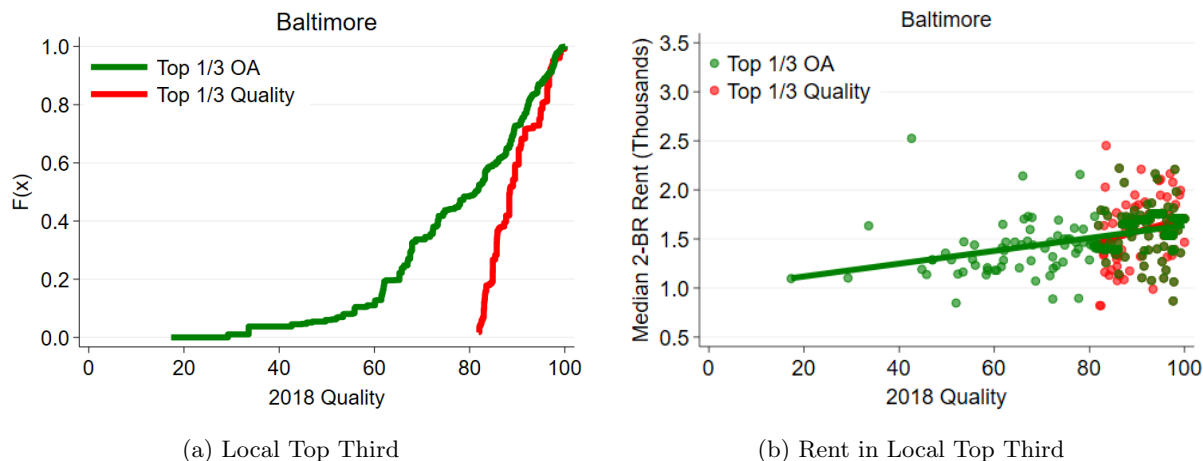 Baltimore
Top 1/3 OA
Top 1/3 Quality
F(x)
1.0
0.8
0.6
0.4
0.2
0.0
0 20 40 60 80 100
2018 Quality
(a) Local Top Third
Baltimore
Top 1/3 OA
Top 1/3 Quality
Median 2-BR Rent (Thousands)
3.5
3.0
2.5
2.0
1.5
1.0
0.5
0 20 40 60 80 100
2018 Quality
(b) Rent in Local Top Third